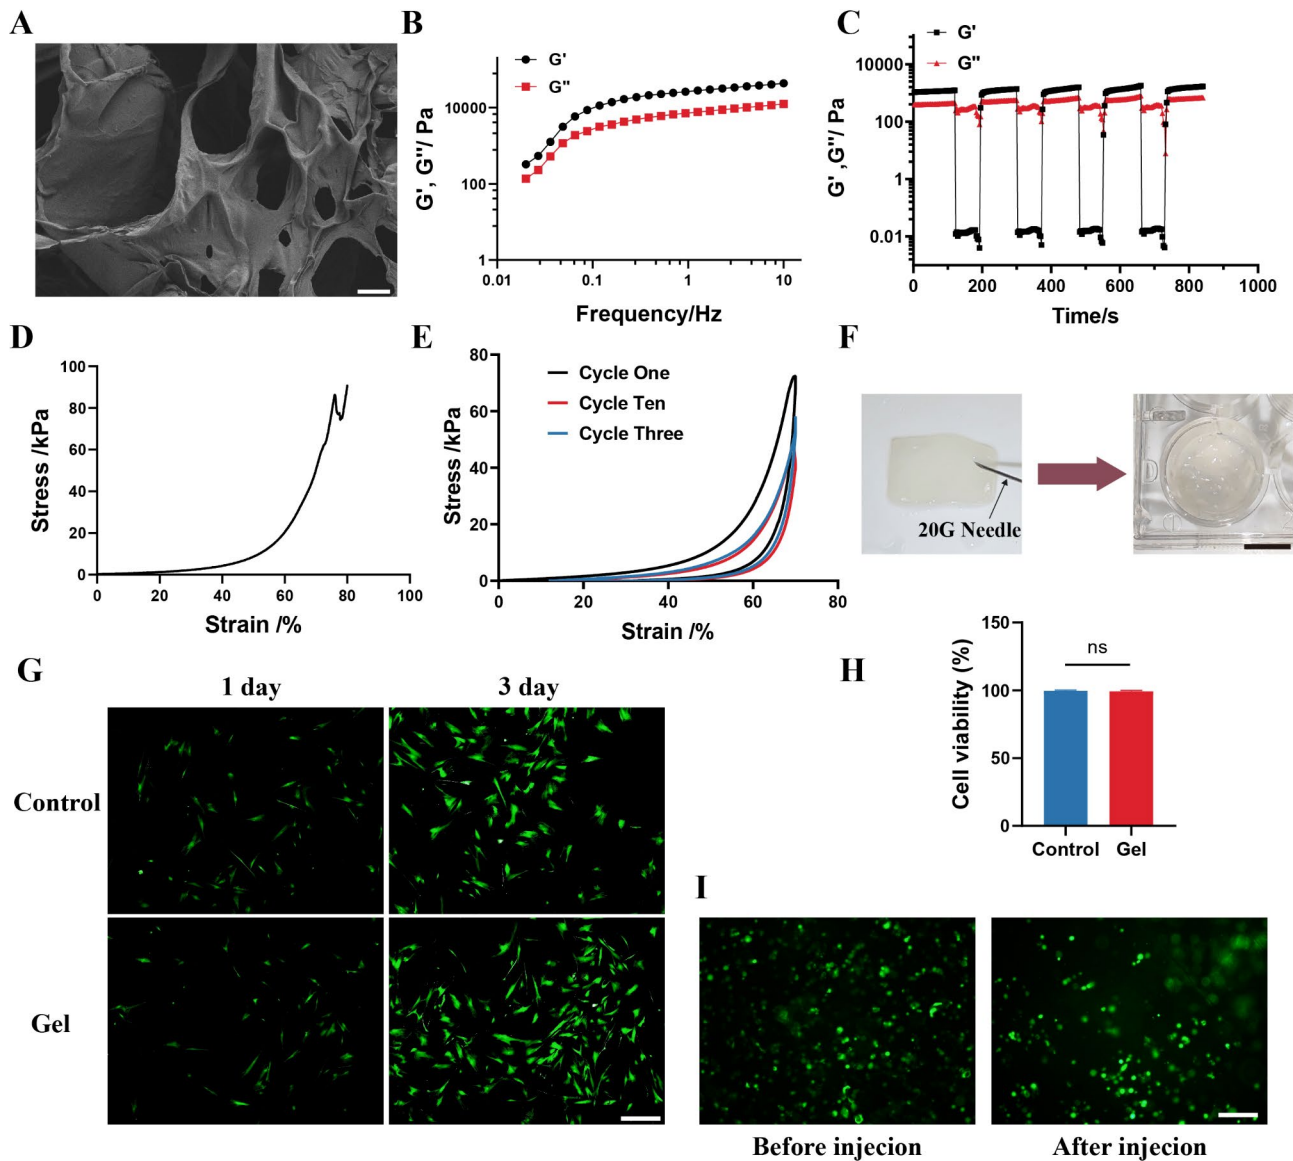 A
B
G'
G"
G', G"/ Pa
10000
100
1
0.01
0.1
1
10
Frequency/Hz
C
G'
G"
G' ,G"/ Pa
10000
100
1
0.01
0
200
400
600
800
1000
Time/s
D
Stress /kPa
100
80
60
40
20
0
0
20
40
60
80
100
Strain /%
E
Cycle One
Cycle Ten
Cycle Three
Stress /kPa
80
60
40
20
0
0
20
40
60
80
Strain /%
F
20G Needle
G
1 day
3 day
Control
Gel
H
Cell viability (%)
150
100
50
0
ns
Control
Gel
I
Before injecion
After injecion